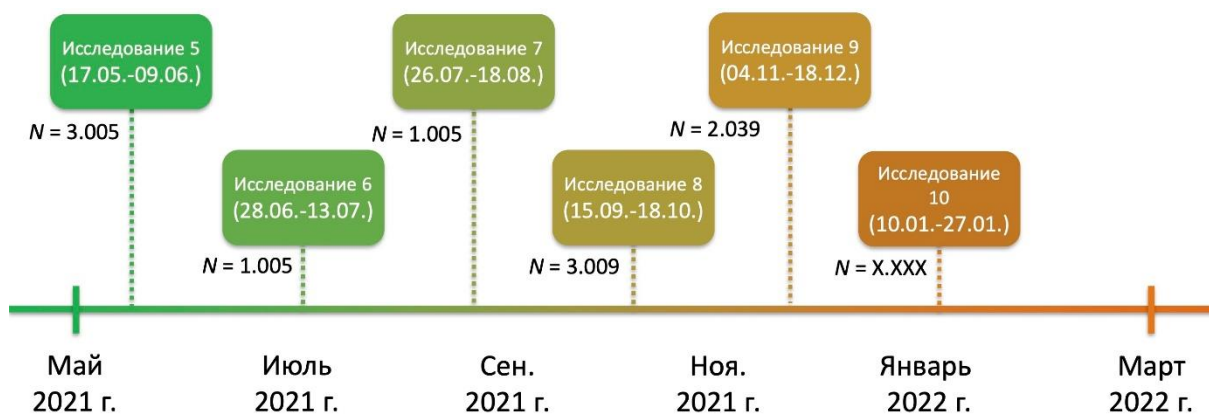 Исследование 5
(17.05.-09.06.)
N = 3.005
Исследование 6
(28.06.-13.07.)
N = 1.005
Исследование 7
(26.07.-18.08.)
N = 1.005
Исследование 8
(15.09.-18.10.)
N = 3.009
Исследование 9
(04.11.-18.12.)
N = 2.039
Исследование
10
(10.01.-27.01.)
N = X.XXX
Май
2021 г.
Июль
2021 г.
Сен.
2021 г.
Ноя.
2021 г.
Январь
2022 г.
Март
2022 г.